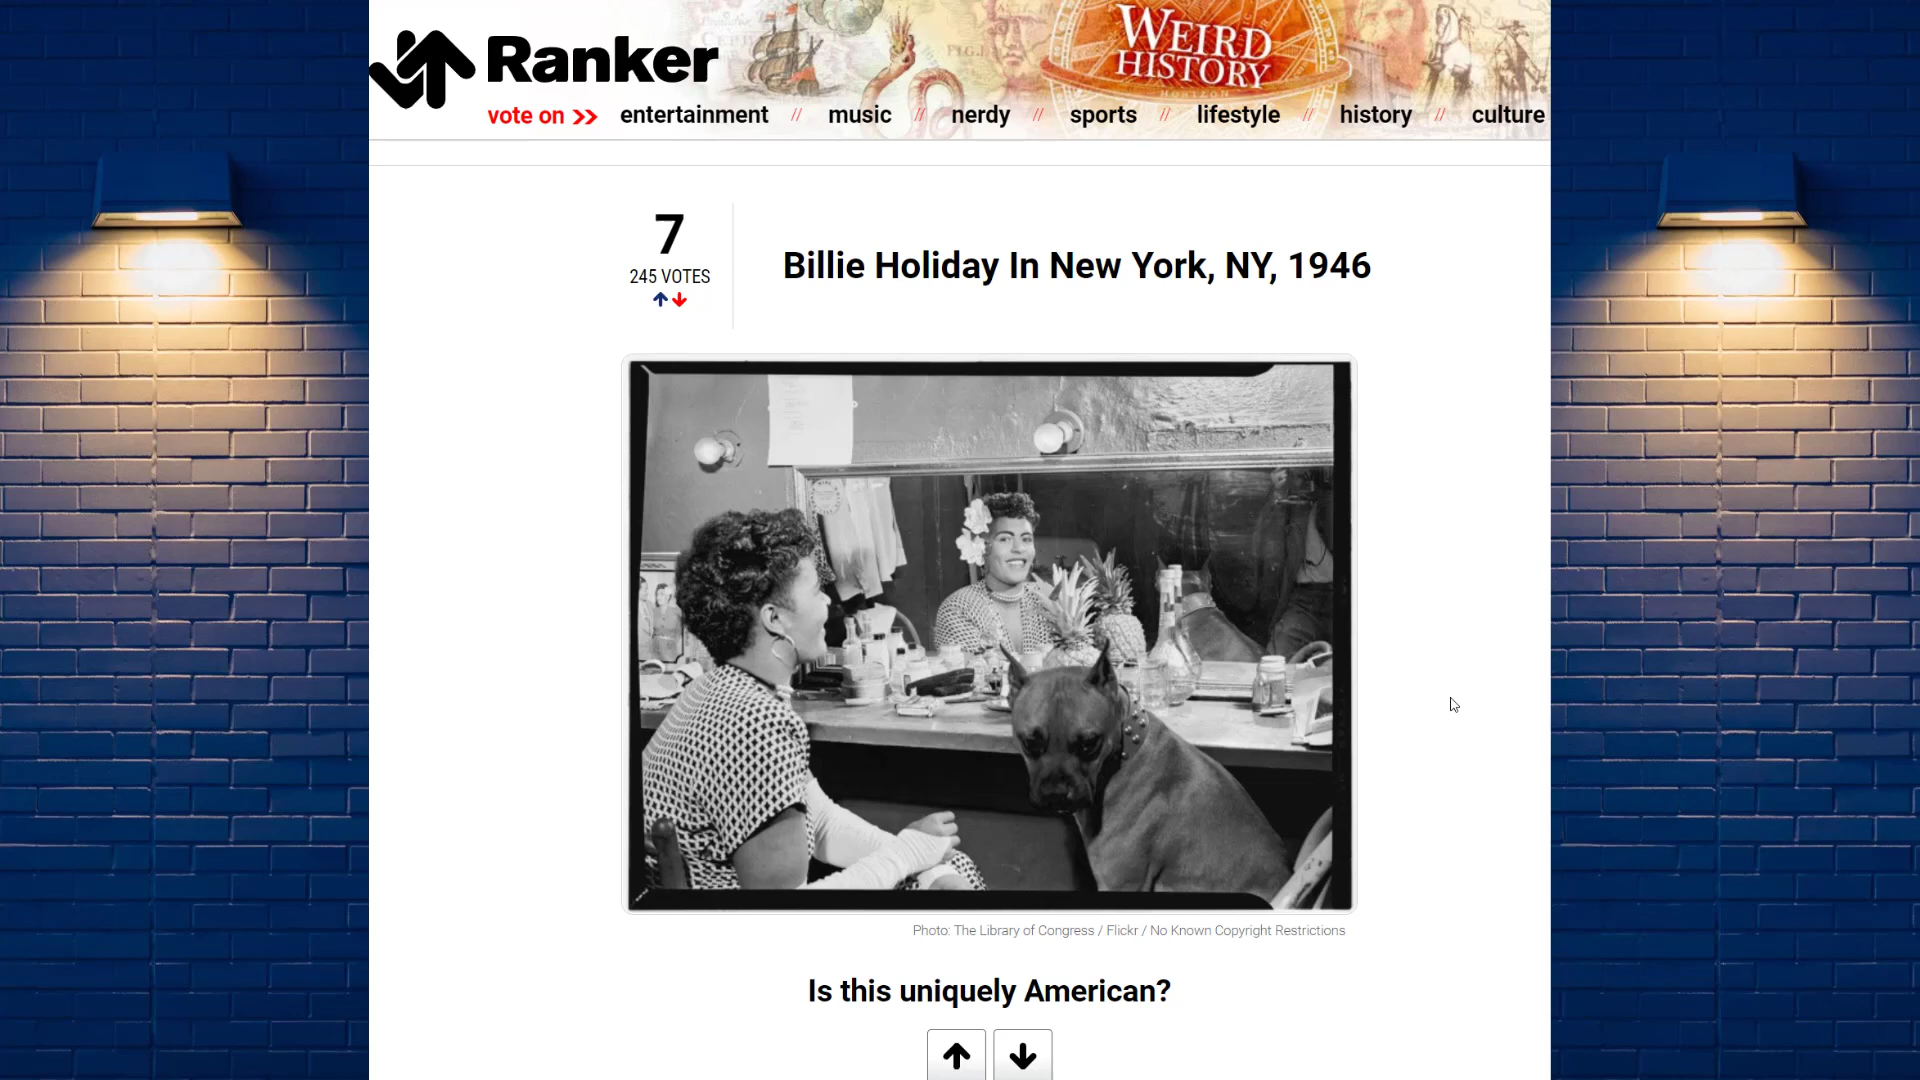 Ranker
WEIRD
HISTORY
HORIZON
vote on >> entertainment // music // nerdy // sports // lifestyle // history // culture
7
245 VOTES
Billie Holiday In New York, NY, 1946
Photo: The Library of Congress / Flickr / No Known Copyright Restrictions
Is this uniquely American?